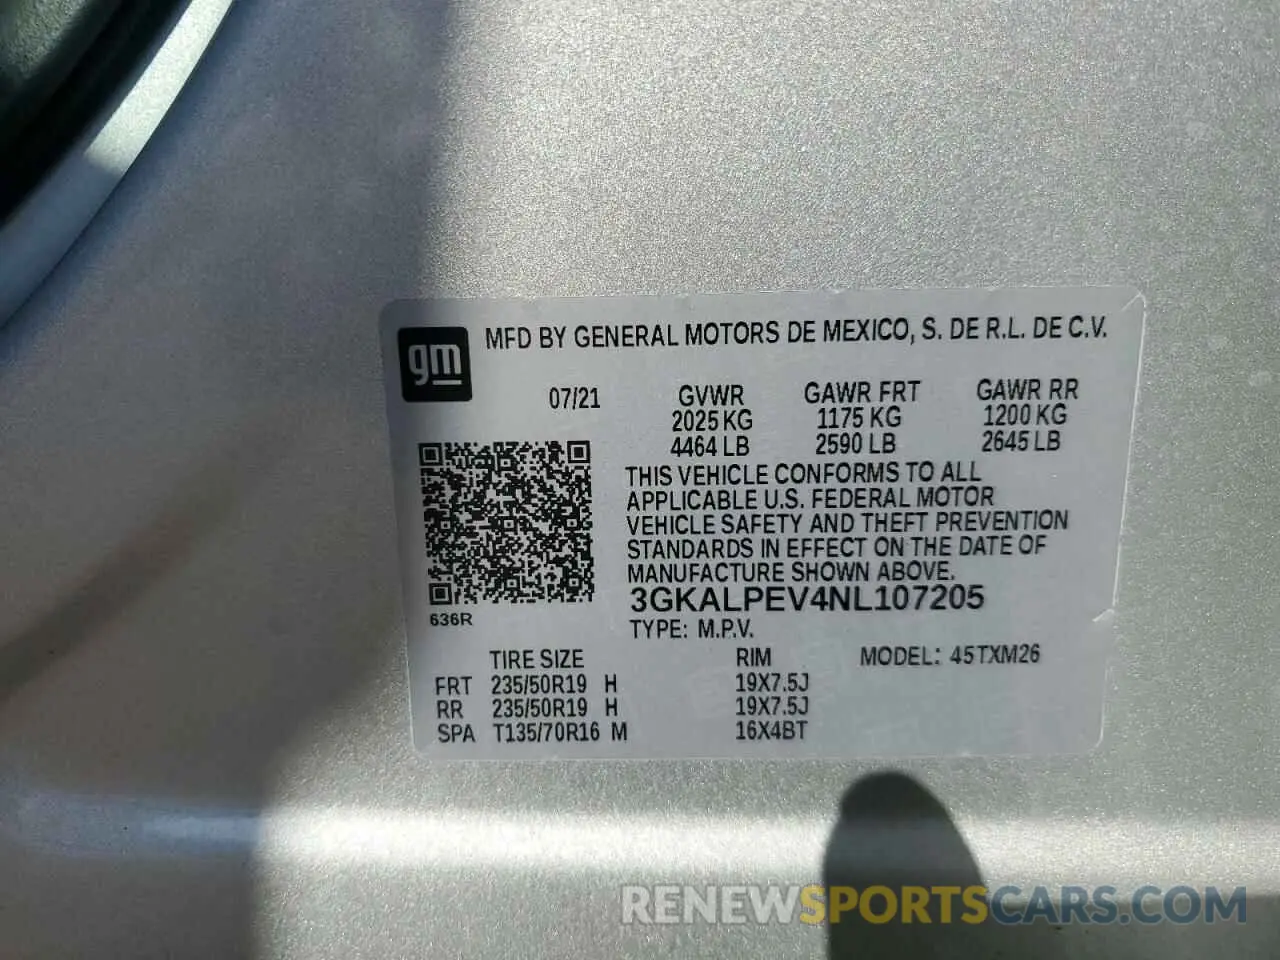 gm
MFD BY GENERAL MOTORS DE MEXICO, S. DE R.L. DE C.V.
07/21 GVWR GAWR FRT GAWR RR
2025 KG 1175 KG 1200 KG
4464 LB 2590 LB 2645 LB
THIS VEHICLE CONFORMS TO ALL
APPLICABLE U.S. FEDERAL MOTOR
VEHICLE SAFETY AND THEFT PREVENTION
STANDARDS IN EFFECT ON THE DATE OF
MANUFACTURE SHOWN ABOVE.
3GKALPEV4NL107205
636R
TYPE: M.P.V.
TIRE SIZE RIM MODEL: 45TXM26
FRT 235/50R19 H 19X7.5J
RR 235/50R19 H 19X7.5J
SPA T135/70R16 M 16X4BT
RENEWSPORTSCARS.COM